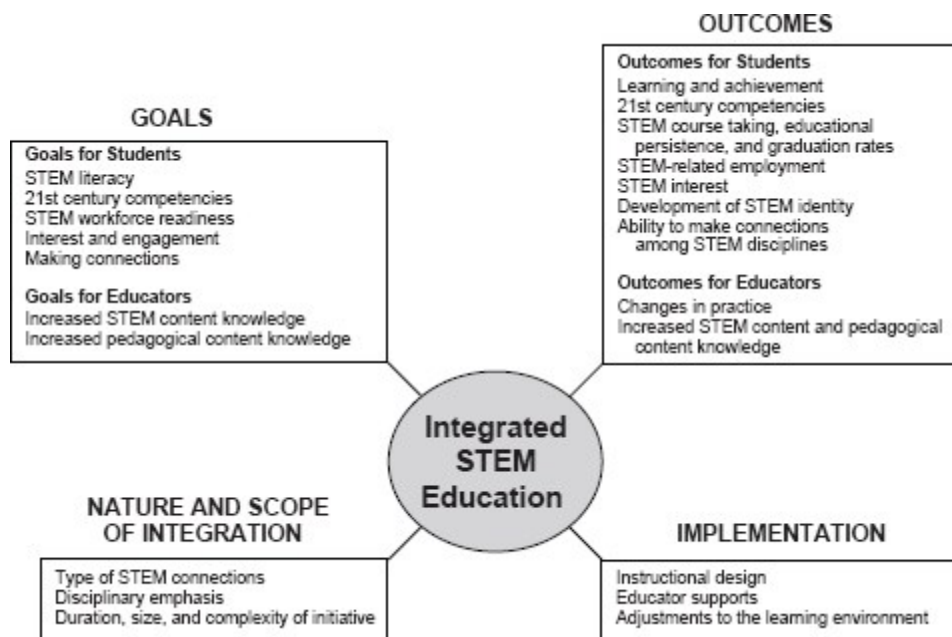 GOALS
Goals for Students
STEM literacy
21st century competencies
STEM workforce readiness
Interest and engagement
Making connections
Goals for Educators
Increased STEM content knowledge
Increased pedagogical content knowledge
OUTCOMES
Outcomes for Students
Learning and achievement
21st century competencies
STEM course taking, educational
persistence, and graduation rates
STEM-related employment
STEM interest
Development of STEM identity
Ability to make connections
among STEM disciplines
Outcomes for Educators
Changes in practice
Increased STEM content and pedagogical
content knowledge
Integrated
STEM
Education
NATURE AND SCOPE
OF INTEGRATION
Type of STEM connections
Disciplinary emphasis
Duration, size, and complexity of initiative
IMPLEMENTATION
Instructional design
Educator supports
Adjustments to the learning environment